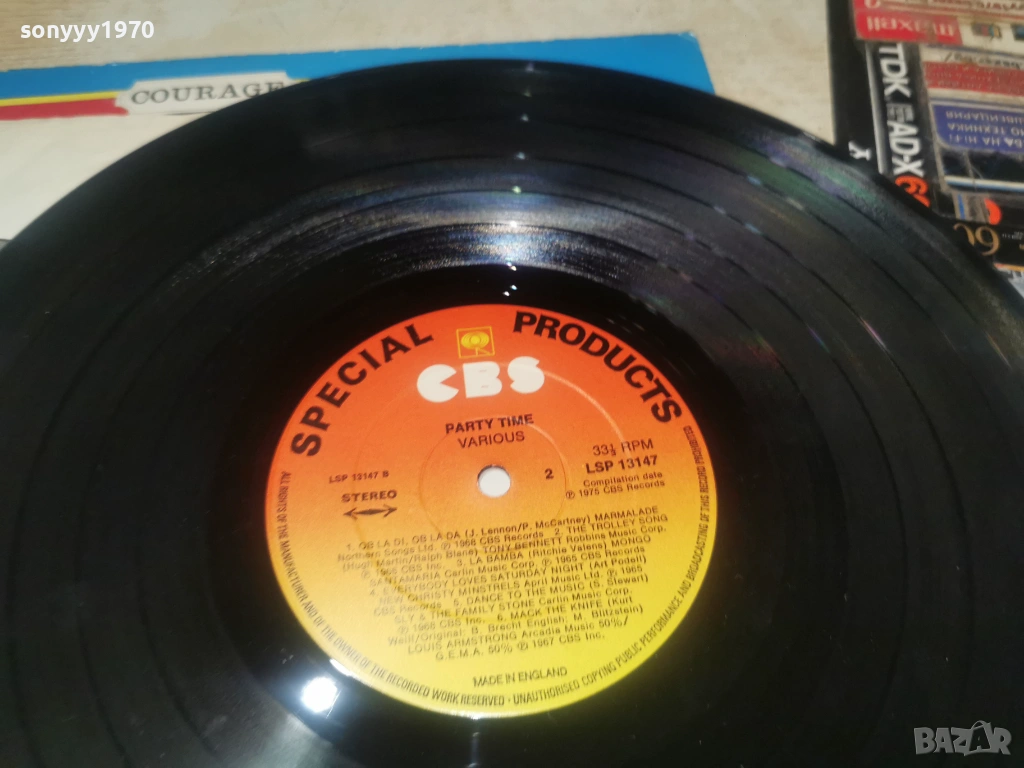 sonyyy1970
COURAGE
maxell
TDK AD-X6
SPECIAL PRODUCTS
CBS
PARTY TIME
VARIOUS
33⅓ RPM
LSP 13147 B
2
LSP 13147
STEREO
Compilation date
℗ 1975 CBS Records
1. OB LA DI, OB LA DA (J. Lennon/P. McCartney) MARMALADE
Northern Songs Ltd. ℗ 1968 CBS Records 2. THE TROLLEY SONG
(Hugh Martin/Ralph Blane) TONY BENNETT Robbins Music Corp.
℗ 1966 CBS Inc. 3. LA BAMBA (Ritchie Valens) MONGO
SANTAMARIA Carlin Music Corp. ℗ 1965 CBS Records
4. EVERYBODY LOVES SATURDAY NIGHT (Art Podell)
NEW CHRISTY MINSTRELS April Music Ltd. ℗ 1965
CBS Records 5. DANCE TO THE MUSIC (S. Stewart)
SLY & THE FAMILY STONE Carlin Music Corp.
℗ 1968 CBS Inc. 6. MACK THE KNIFE (Kurt
Weill/Original: B. Brecht English: M. Blitzstein)
LOUIS ARMSTRONG Arcadia Music 50%/
G.E.M.A. 50% ℗ 1967 CBS Inc.
MADE IN ENGLAND
ALL RIGHTS OF THE MANUFACTURER AND OF THE OWNER OF THE RECORDED WORK RESERVED · UNAUTHORISED COPYING PUBLIC PERFORMANCE AND BROADCASTING OF THIS RECORD PROHIBITED
BAZAR